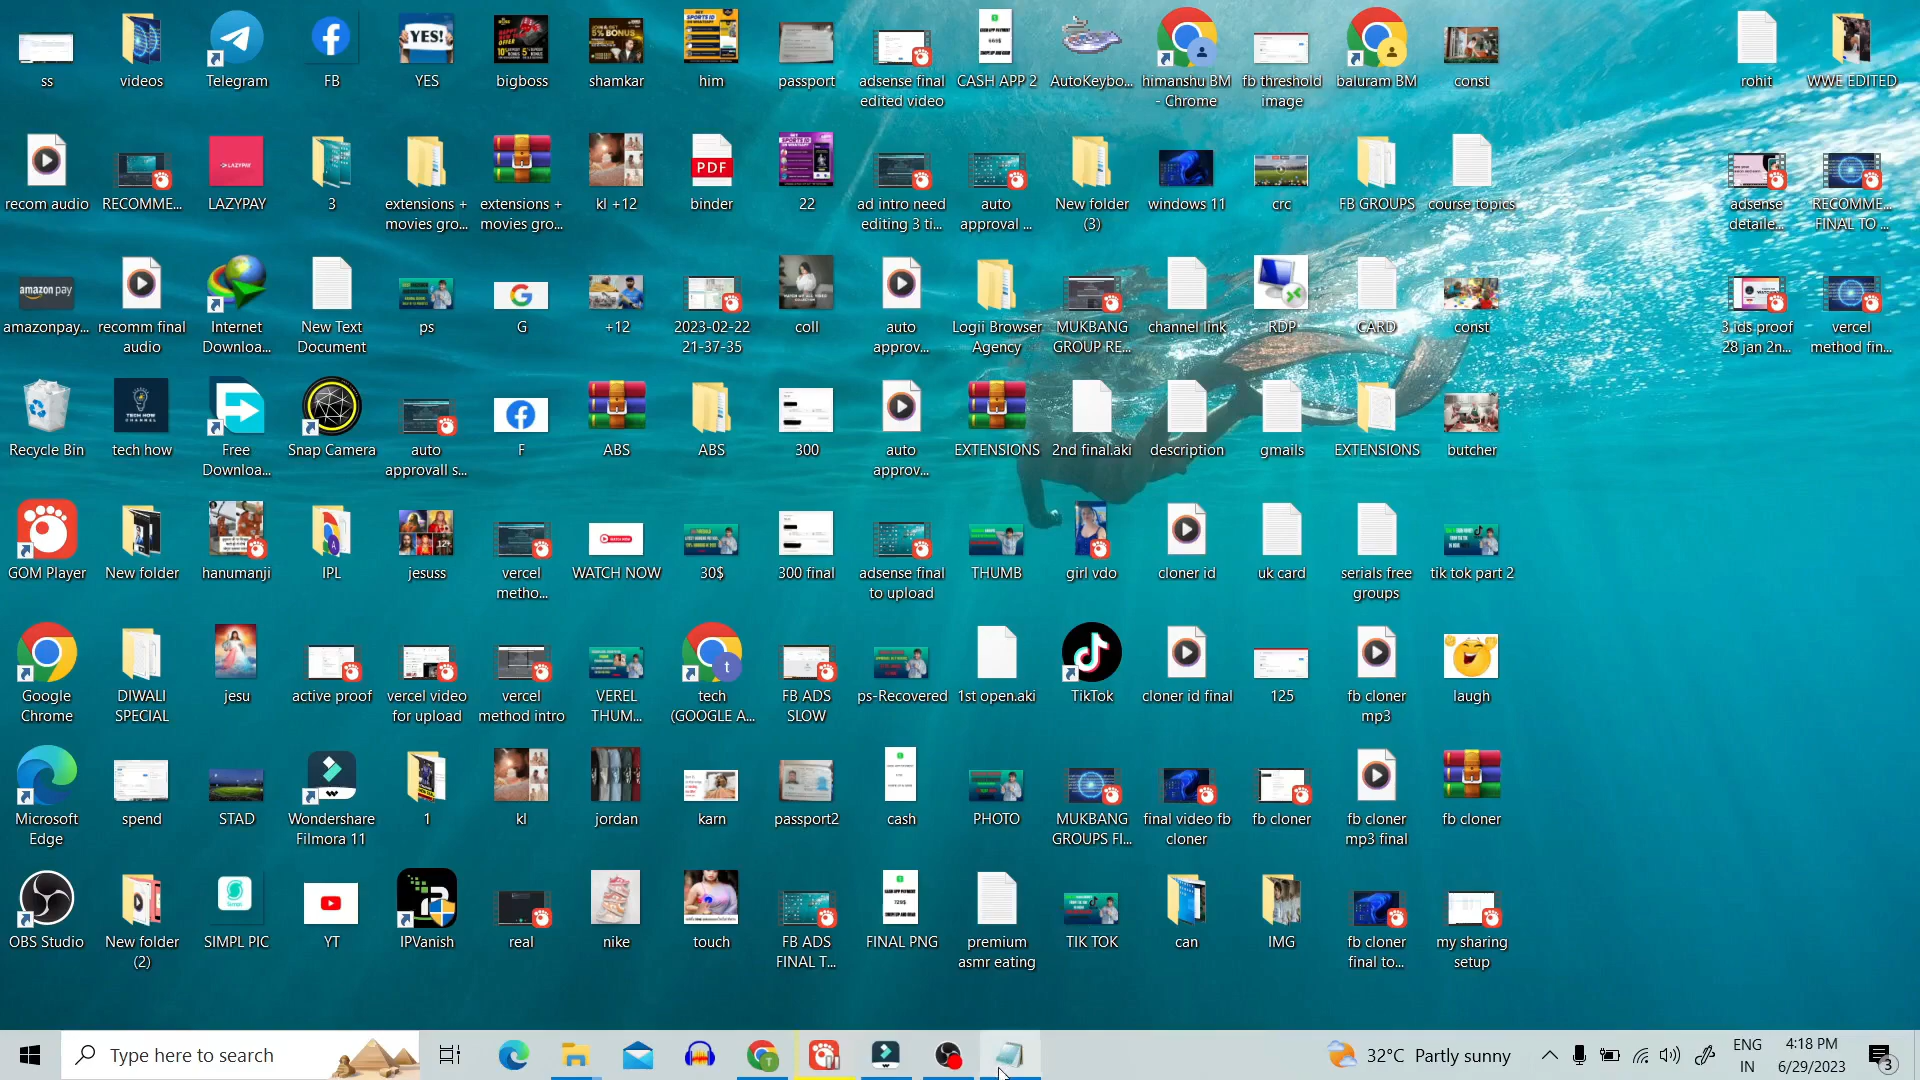 ss
videos
Telegram
FB
YES
bigboss
shamkar
him
passport
adsense final
edited video
CASH APP 2
AutoKeybo...
himanshu BM
- Chrome
fb threshold
image
baluram BM
const
rohit
WWE EDITED
recom audio
RECOMME...
LAZYPAY
3
extensions +
movies gro...
extensions +
movies gro...
kl +12
binder
22
ad intro need
editing 3 ti...
auto
approval ...
New folder
(3)
windows 11
crc
FB GROUPS
course topics
adsense
detaile...
RECOMME...
FINAL TO ...
amazonpay...
recomm final
audio
Internet
Downloa...
New Text
Document
ps
G
+12
2023-02-22
21-37-35
coll
auto
approv...
Logii Browser
Agency
MUKBANG
GROUP RE...
channel link
RDP
CARD
const
3 ids proof
28 jan 2n...
vercel
method fin...
Recycle Bin
tech how
Free
Downloa...
Snap Camera
auto
approvall s...
F
ABS
ABS
300
auto
approv...
EXTENSIONS
2nd final.aki
description
gmails
EXTENSIONS
butcher
GOM Player
New folder
hanumanji
IPL
jesuss
vercel
metho...
WATCH NOW
30$
300 final
adsense final
to upload
THUMB
girl vdo
cloner id
uk card
serials free
groups
tik tok part 2
Google
Chrome
DIWALI
SPECIAL
jesu
active proof
vercel video
for upload
vercel
method intro
VEREL
THUM...
tech
(GOOGLE A...
FB ADS
SLOW
ps-Recovered
1st open.aki
TikTok
cloner id final
125
fb cloner
mp3
laugh
Microsoft
Edge
spend
STAD
Wondershare
Filmora 11
1
kl
jordan
karn
passport2
cash
PHOTO
MUKBANG
GROUPS FI...
final video fb
cloner
fb cloner
fb cloner
mp3 final
fb cloner
OBS Studio
New folder
(2)
SIMPL PIC
YT
IPVanish
real
nike
touch
FB ADS
FINAL T...
FINAL PNG
premium
asmr eating
TIK TOK
can
IMG
fb cloner
final to...
my sharing
setup
Type here to search
32°C Partly sunny
ENG
IN
4:18 PM
6/29/2023
3